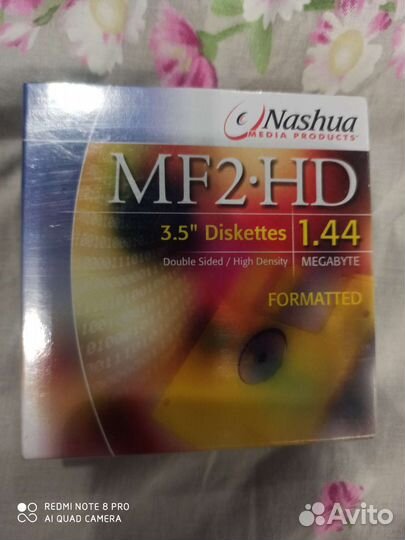 Nashua
MEDIA PRODUCTS
MF2·HD
3.5" Diskettes 1.44
Double Sided / High Density MEGABYTE
FORMATTED
REDMI NOTE 8 PRO
AI QUAD CAMERA
Avito